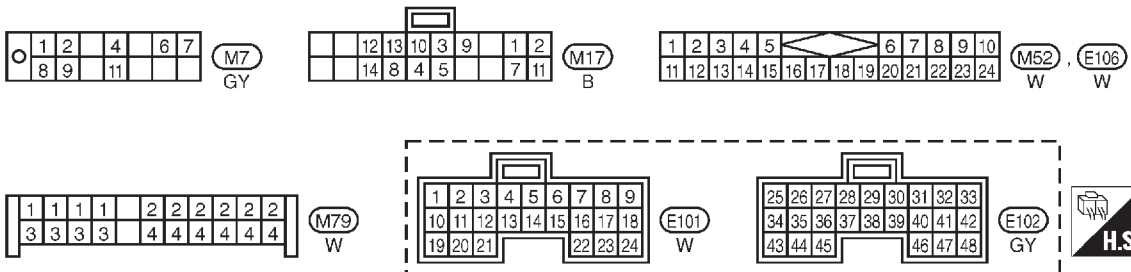 1 2 4 6 7
8 9 11
M7
GY
12 13 10 3 9 1 2
14 8 4 5 7 11
M17
B
1 2 3 4 5 6 7 8 9 10
11 12 13 14 15 16 17 18 19 20 21 22 23 24
M52 , E106
W W
1 1 1 1 2 2 2 2 2 2
3 3 3 3 4 4 4 4 4 4
M79
W
1 2 3 4 5 6 7 8 9
10 11 12 13 14 15 16 17 18
19 20 21 22 23 24
E101
W
25 26 27 28 29 30 31 32 33
34 35 36 37 38 39 40 41 42
43 44 45 46 47 48
E102
GY
H.S